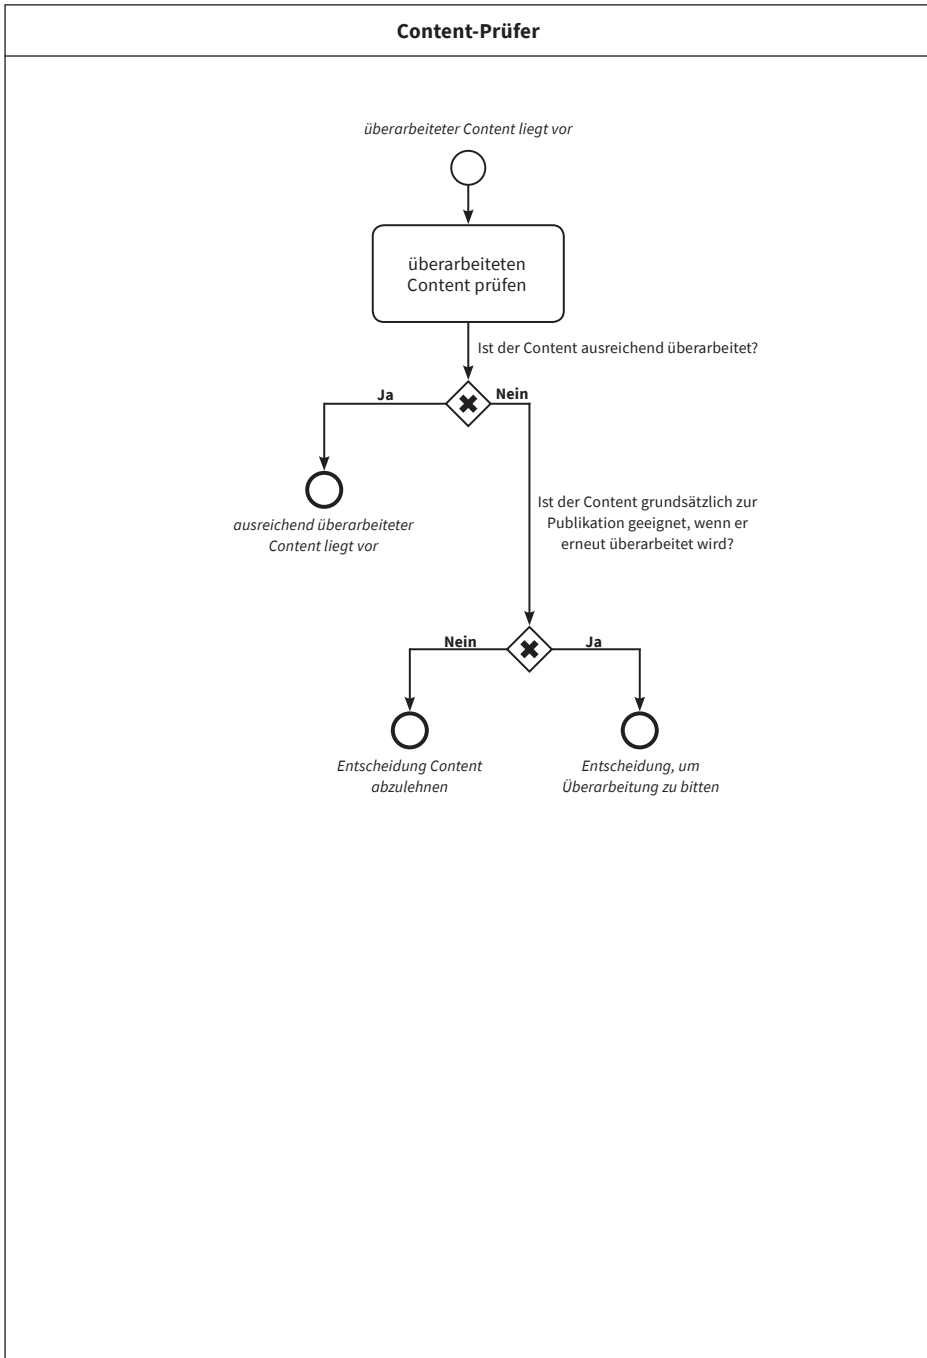 Content-Prüfer
überarbeiteter Content liegt vor
überarbeiteten
Content prüfen
Ist der Content ausreichend überarbeitet?
Ja
Nein
ausreichend überarbeiteter
Content liegt vor
Ist der Content grundsätzlich zur
Publikation geeignet, wenn er
erneut überarbeitet wird?
Nein
Ja
Entscheidung Content
abzulehnen
Entscheidung, um
Überarbeitung zu bitten